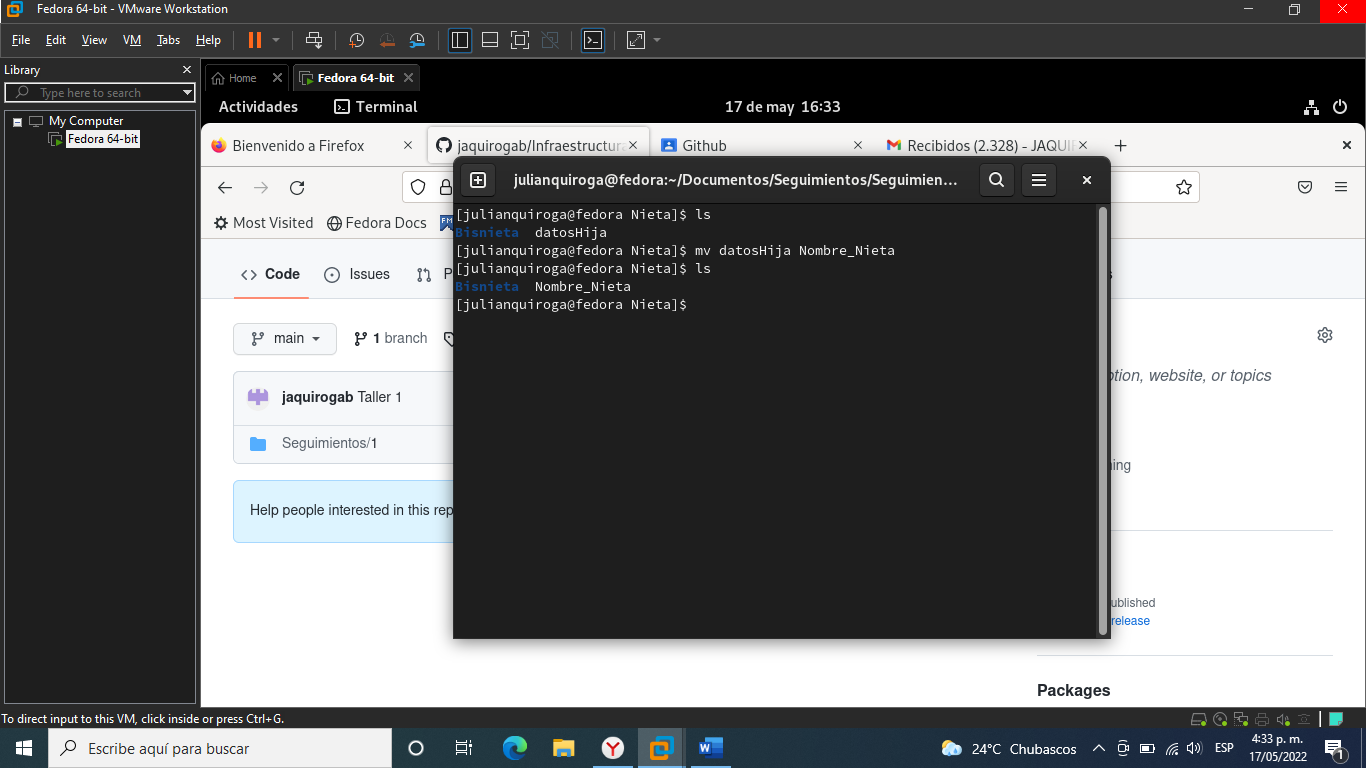 Fedora 64-bit - VMware Workstation
File Edit View VM Tabs Help
Library
Type here to search
My Computer
Fedora 64-bit
Home
Fedora 64-bit
Actividades
Terminal
17 de may 16:33
Bienvenido a Firefox
jaquirogab/Infraestructura
Github
Recibidos (2.328) - JAQUI
julianquiroga@fedora:~/Documentos/Seguimientos/Seguimien...
Most Visited
Fedora Docs
[julianquiroga@fedora Nieta]$ ls
Bisnieta datosHija
[julianquiroga@fedora Nieta]$ mv datosHija Nombre_Nieta
[julianquiroga@fedora Nieta]$ ls
Bisnieta Nombre_Nieta
[julianquiroga@fedora Nieta]$
Code
Issues
main
1 branch
jaquirogab Taller 1
Seguimientos/1
Help people interested in this rep
website, or topics
release
Packages
To direct input to this VM, click inside or press Ctrl+G.
Escribe aquí para buscar
24°C Chubascos
ESP
4:33 p. m.
17/05/2022
1